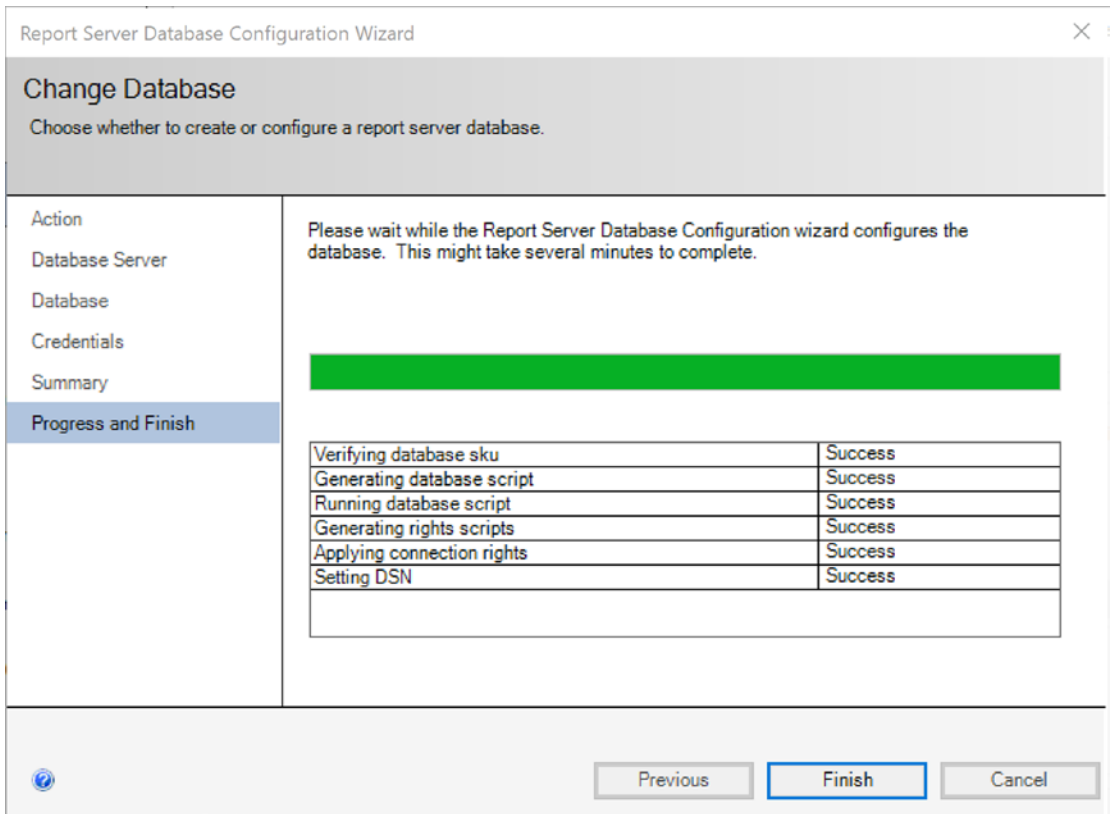 Report Server Database Configuration Wizard
Change Database
Choose whether to create or configure a report server database.
Action
Database Server
Database
Credentials
Summary
Progress and Finish
Please wait while the Report Server Database Configuration wizard configures the
database. This might take several minutes to complete.
Verifying database sku Success
Generating database script Success
Running database script Success
Generating rights scripts Success
Applying connection rights Success
Setting DSN Success
Previous Finish Cancel